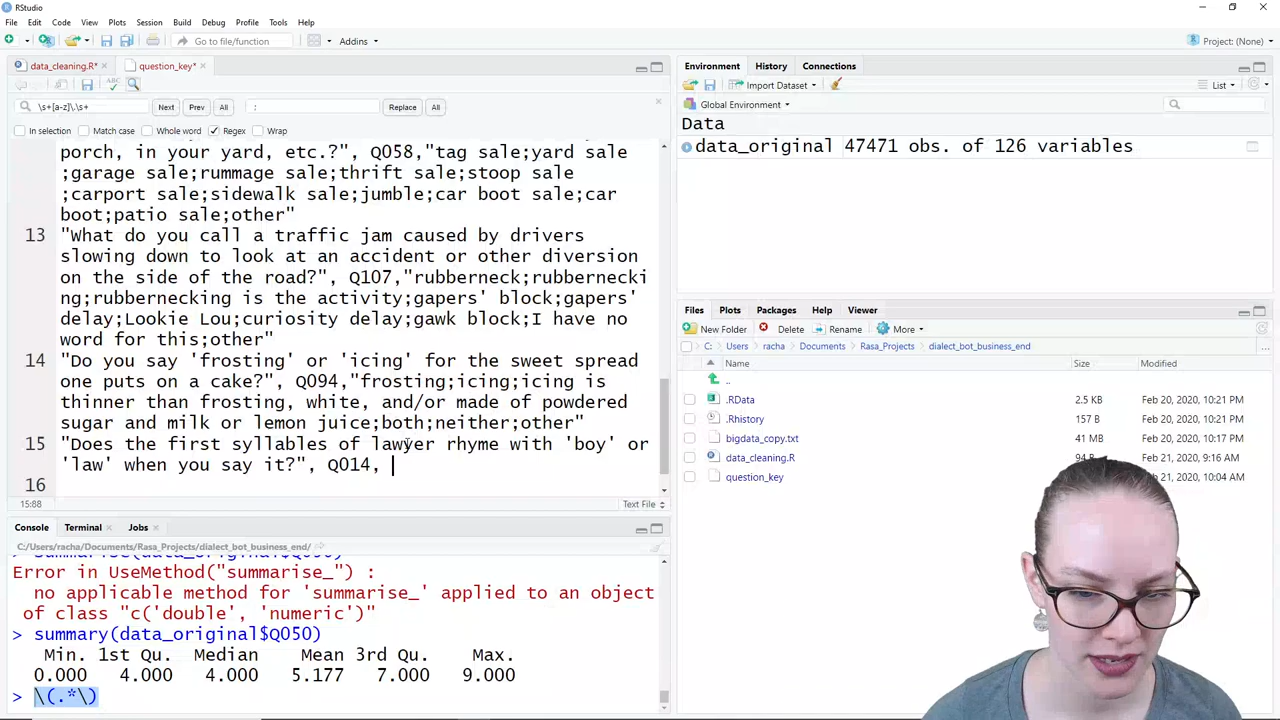 RStudio
File Edit Code View Plots Session Build Debug Profile Tools Help
Go to file/function Addins Project: (None)
data_cleaning.R* question_key*
\s+[a-z]\.\s+ Next Prev All : Replace All
In selection Match case Whole word Regex Wrap
porch, in your yard, etc.?", Q058,"tag sale;yard sale
;garage sale;rummage sale;thrift sale;stoop sale
;carport sale;sidewalk sale;jumble;car boot sale;car
boot;patio sale;other"
13 "What do you call a traffic jam caused by drivers
slowing down to look at an accident or other diversion
on the side of the road?", Q107,"rubberneck;rubbernecki
ng;rubbernecking is the activity;gapers' block;gapers'
delay;Lookie Lou;curiosity delay;gawk block;I have no
word for this;other"
14 "Do you say 'frosting' or 'icing' for the sweet spread
one puts on a cake?", Q094,"frosting;icing;icing is
thinner than frosting, white, and/or made of powdered
sugar and milk or lemon juice;both;neither;other"
15 "Does the first syllables of lawyer rhyme with 'boy' or
'law' when you say it?", Q014,
16
15:88 Text File
Console Terminal Jobs
C:/Users/racha/Documents/Rasa_Projects/dialect_bot_business_end/
Error in UseMethod("summarise_") :
no applicable method for 'summarise_' applied to an object
of class "c('double', 'numeric')"
> summary(data_original$Q050)
Min. 1st Qu. Median Mean 3rd Qu. Max.
0.000 4.000 4.000 5.177 7.000 9.000
> \(.*\)
Environment History Connections
Import Dataset List
Global Environment
Data
data_original 47471 obs. of 126 variables
Files Plots Packages Help Viewer
New Folder Delete Rename More
C: Users racha Documents Rasa_Projects dialect_bot_business_end
Name Size Modified
..
.RData 2.5 KB Feb 20, 2020, 10:21 PM
.Rhistory 157 B Feb 20, 2020, 10:21 PM
bigdata_copy.txt 41 MB Feb 20, 2020, 10:17 PM
data_cleaning.R 94 B Feb 21, 2020, 9:16 AM
question_key 21, 2020, 10:04 AM